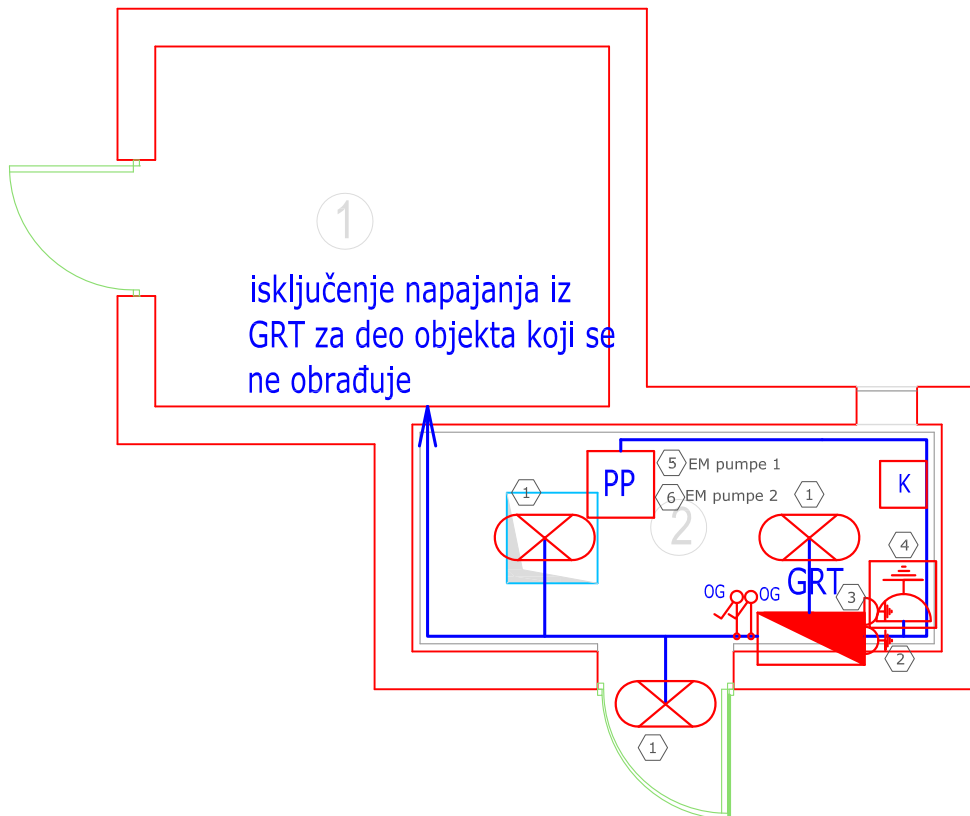 1
isključenje napajanja iz
GRT za deo objekta koji se
ne obrađuje
5 EM pumpe 1
PP
6 EM pumpe 2
K
1
1
2
4
OG
OG
GRT
3
2
1